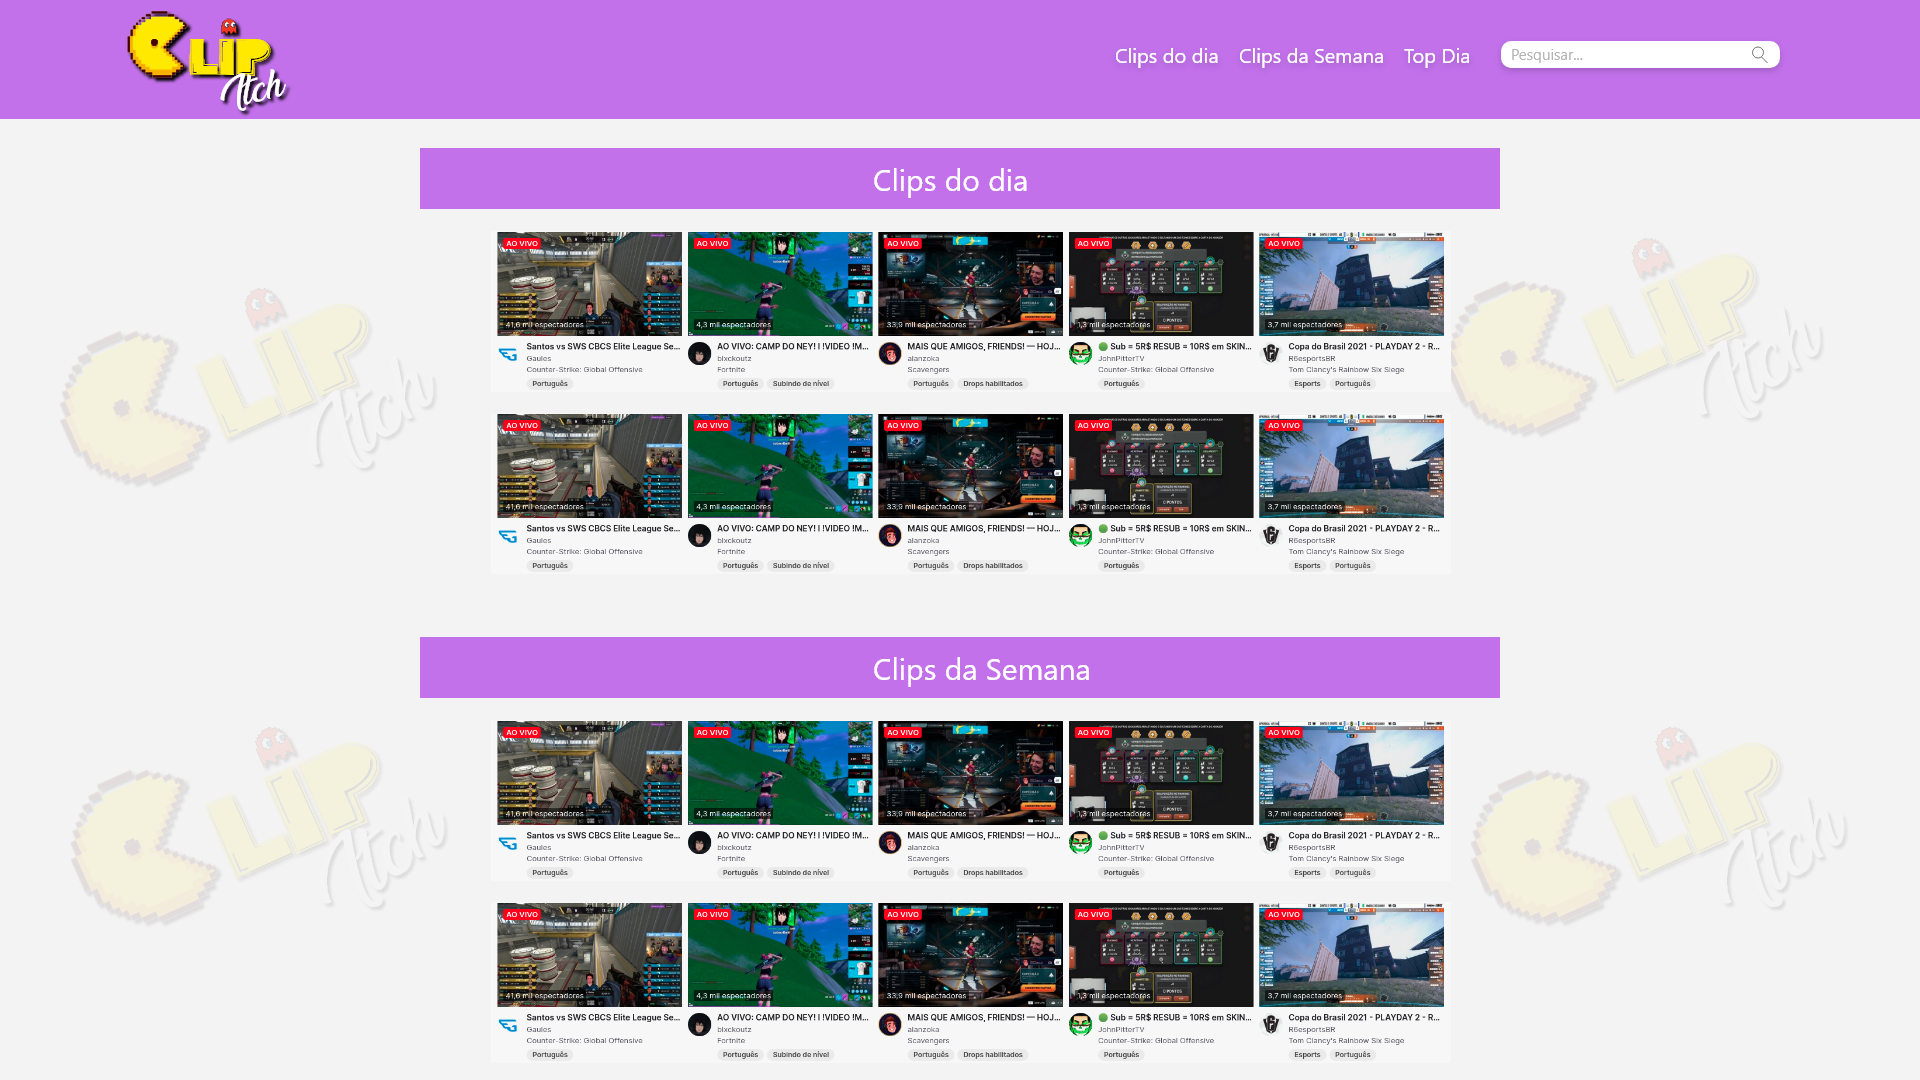 CLIP
Itch
Clips do dia
Clips da Semana
Top Dia
Pesquisar...
Clips do dia
AO VIVO
AO VIVO
AO VIVO
AO VIVO
AO VIVO
41,6 mil espectadores
4,3 mil espectadores
33,9 mil espectadores
1,3 mil espectadores
3,7 mil espectadores
Santos vs SWS CBCS Elite League Se...
Gaules
Counter-Strike: Global Offensive
Português
AO VIVO: CAMP DO NEY! I !VIDEO !M...
blxckoutz
Fortnite
Português
Subindo de nível
MAIS QUE AMIGOS, FRIENDS! — HOJ...
alanzoka
Scavengers
Português
Drops habilitados
Sub = 5R$ RESUB = 10R$ em SKIN...
JohnPitterTV
Counter-Strike: Global Offensive
Português
Copa do Brasil 2021 - PLAYDAY 2 - R...
R6esportsBR
Tom Clancy's Rainbow Six Siege
Esports
Português
AO VIVO
AO VIVO
AO VIVO
AO VIVO
AO VIVO
41,6 mil espectadores
4,3 mil espectadores
33,9 mil espectadores
1,3 mil espectadores
3,7 mil espectadores
Santos vs SWS CBCS Elite League Se...
Gaules
Counter-Strike: Global Offensive
Português
AO VIVO: CAMP DO NEY! I !VIDEO !M...
blxckoutz
Fortnite
Português
Subindo de nível
MAIS QUE AMIGOS, FRIENDS! — HOJ...
alanzoka
Scavengers
Português
Drops habilitados
Sub = 5R$ RESUB = 10R$ em SKIN...
JohnPitterTV
Counter-Strike: Global Offensive
Português
Copa do Brasil 2021 - PLAYDAY 2 - R...
R6esportsBR
Tom Clancy's Rainbow Six Siege
Esports
Português
CLIP
Itch
CLIP
Itch
Clips da Semana
AO VIVO
AO VIVO
AO VIVO
AO VIVO
AO VIVO
41,6 mil espectadores
4,3 mil espectadores
33,9 mil espectadores
1,3 mil espectadores
3,7 mil espectadores
Santos vs SWS CBCS Elite League Se...
Gaules
Counter-Strike: Global Offensive
Português
AO VIVO: CAMP DO NEY! I !VIDEO !M...
blxckoutz
Fortnite
Português
Subindo de nível
MAIS QUE AMIGOS, FRIENDS! — HOJ...
alanzoka
Scavengers
Português
Drops habilitados
Sub = 5R$ RESUB = 10R$ em SKIN...
JohnPitterTV
Counter-Strike: Global Offensive
Português
Copa do Brasil 2021 - PLAYDAY 2 - R...
R6esportsBR
Tom Clancy's Rainbow Six Siege
Esports
Português
AO VIVO
AO VIVO
AO VIVO
AO VIVO
AO VIVO
41,6 mil espectadores
4,3 mil espectadores
33,9 mil espectadores
1,3 mil espectadores
3,7 mil espectadores
Santos vs SWS CBCS Elite League Se...
Gaules
Counter-Strike: Global Offensive
Português
AO VIVO: CAMP DO NEY! I !VIDEO !M...
blxckoutz
Fortnite
Português
Subindo de nível
MAIS QUE AMIGOS, FRIENDS! — HOJ...
alanzoka
Scavengers
Português
Drops habilitados
Sub = 5R$ RESUB = 10R$ em SKIN...
JohnPitterTV
Counter-Strike: Global Offensive
Português
Copa do Brasil 2021 - PLAYDAY 2 - R...
R6esportsBR
Tom Clancy's Rainbow Six Siege
Esports
Português
CLIP
Itch
CLIP
Itch